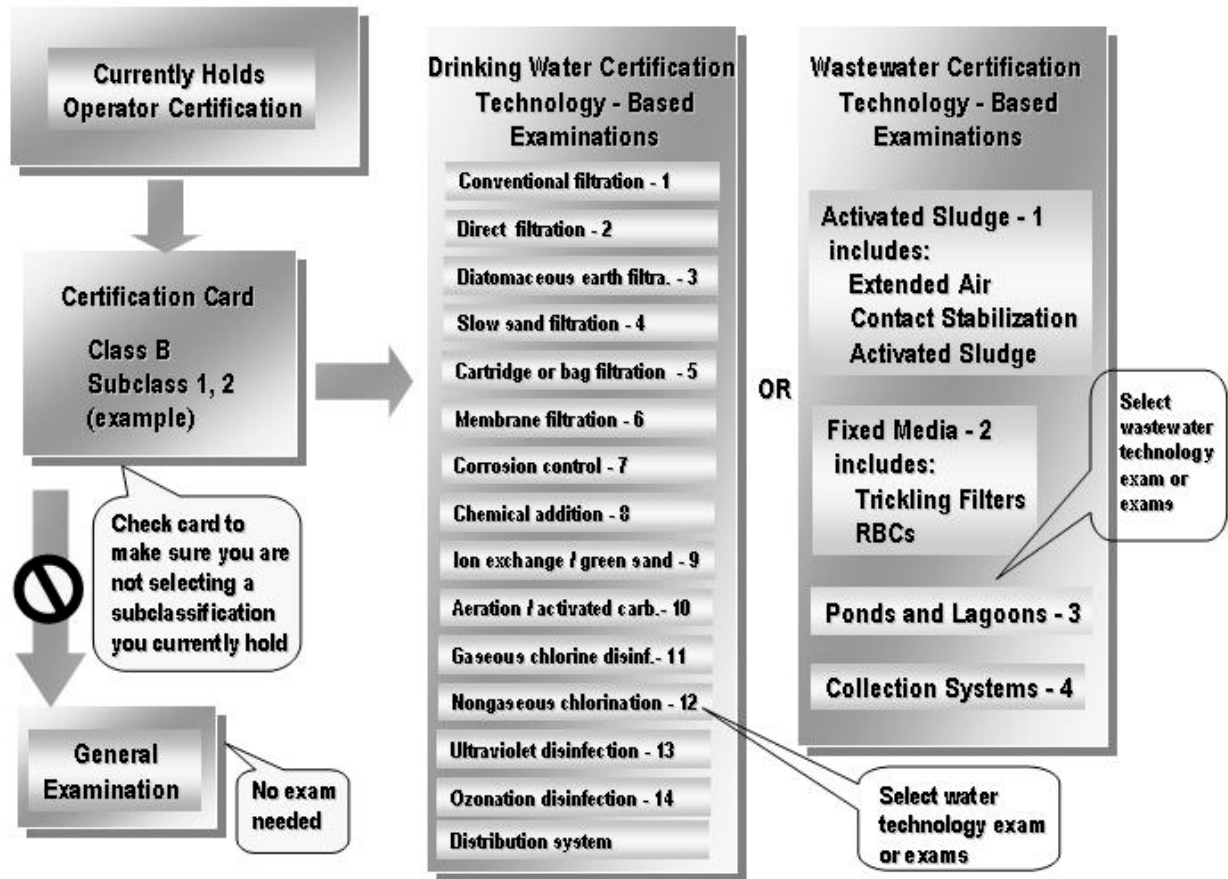 Currently Holds
Operator Certification
Certification Card
Class B
Subclass 1, 2
(example)
Check card to
make sure you are
not selecting a
subclassification
you currently hold
General
Examination
No exam
needed
Drinking Water Certification
Technology - Based
Examinations
Conventional filtration - 1
Direct filtration - 2
Diatomaceous earth filtra. - 3
Slow sand filtration - 4
Cartridge or bag filtration - 5
Membrane filtration - 6
Corrosion control - 7
Chemical addition - 8
Ion exchange / green sand - 9
Aeration / activated carb.- 10
Gaseous chlorine disinf.- 11
Nongaseous chlorination - 12
Ultraviolet disinfection - 13
Ozonation disinfection - 14
Distribution system
Select water
technology exam
or exams
OR
Wastewater Certification
Technology - Based
Examinations
Activated Sludge - 1
includes:
Extended Air
Contact Stabilization
Activated Sludge
Fixed Media - 2
includes:
Trickling Filters
RBCs
Ponds and Lagoons - 3
Collection Systems - 4
Select
wastewater
technology
exam or
exams